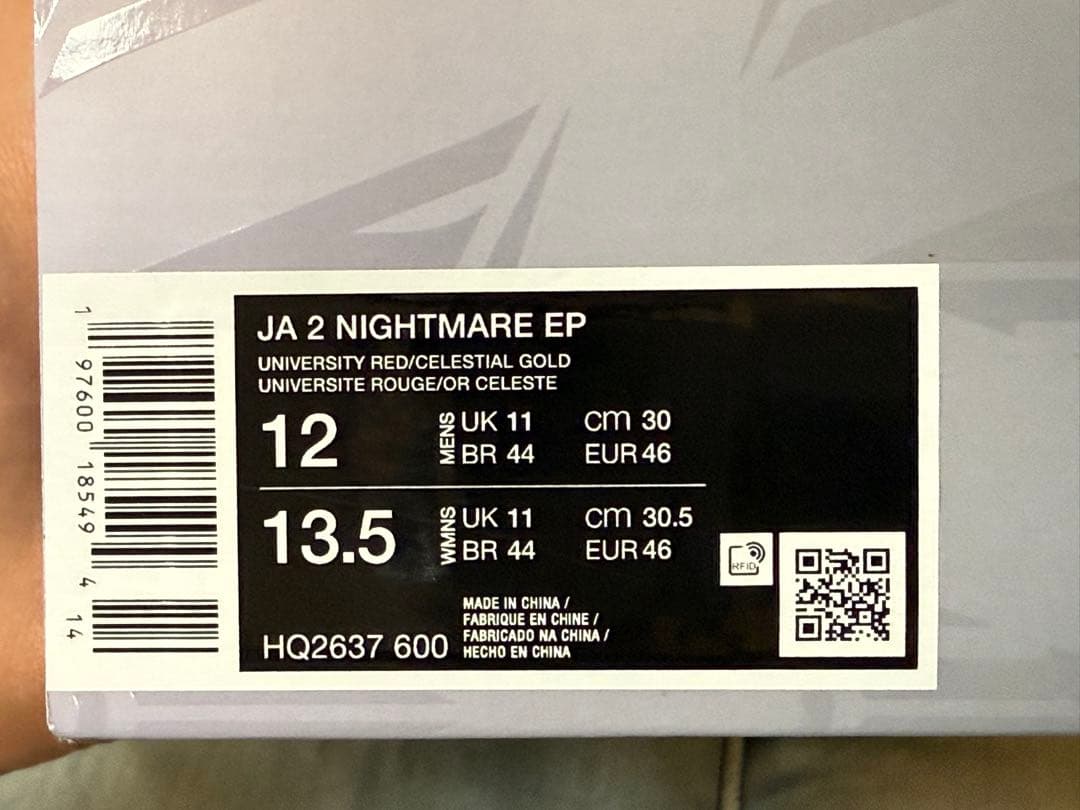 JA 2 NIGHTMARE EP
UNIVERSITY RED/CELESTIAL GOLD
UNIVERSITE ROUGE/OR CELESTE
12 MENS UK 11 cm 30
BR 44 EUR 46
13.5 WMNS UK 11 cm 30.5
BR 44 EUR 46
RFID
MADE IN CHINA /
FABRIQUE EN CHINE /
FABRICADO NA CHINA /
HECHO EN CHINA
HQ2637 600
1 97600 18549 4 14